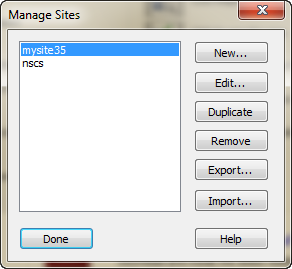 Manage Sites
mysite35
nscs
New...
Edit...
Duplicate
Remove
Export...
Import...
Done
Help